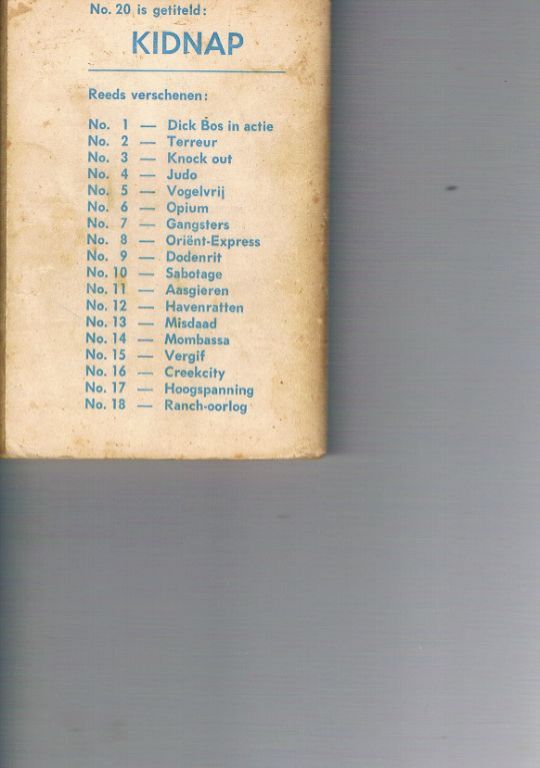 No. 20 is getiteld:
KIDNAP
Reeds verschenen:
No. 1 — Dick Bos in actie
No. 2 — Terreur
No. 3 — Knock out
No. 4 — Judo
No. 5 — Vogelvrij
No. 6 — Opium
No. 7 — Gangsters
No. 8 — Oriënt-Express
No. 9 — Dodenrit
No. 10 — Sabotage
No. 11 — Aasgieren
No. 12 — Havenratten
No. 13 — Misdaad
No. 14 — Mombassa
No. 15 — Vergif
No. 16 — Creekcity
No. 17 — Hoogspanning
No. 18 — Ranch-oorlog